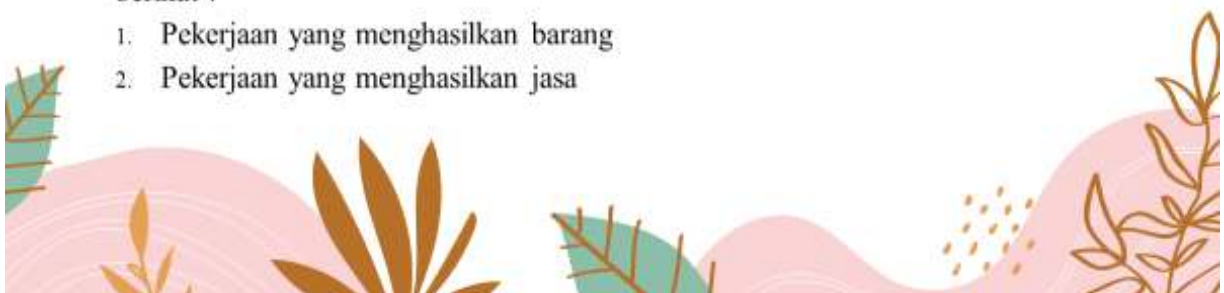 1. Pekerjaan yang menghasilkan barang
2. Pekerjaan yang menghasilkan jasa